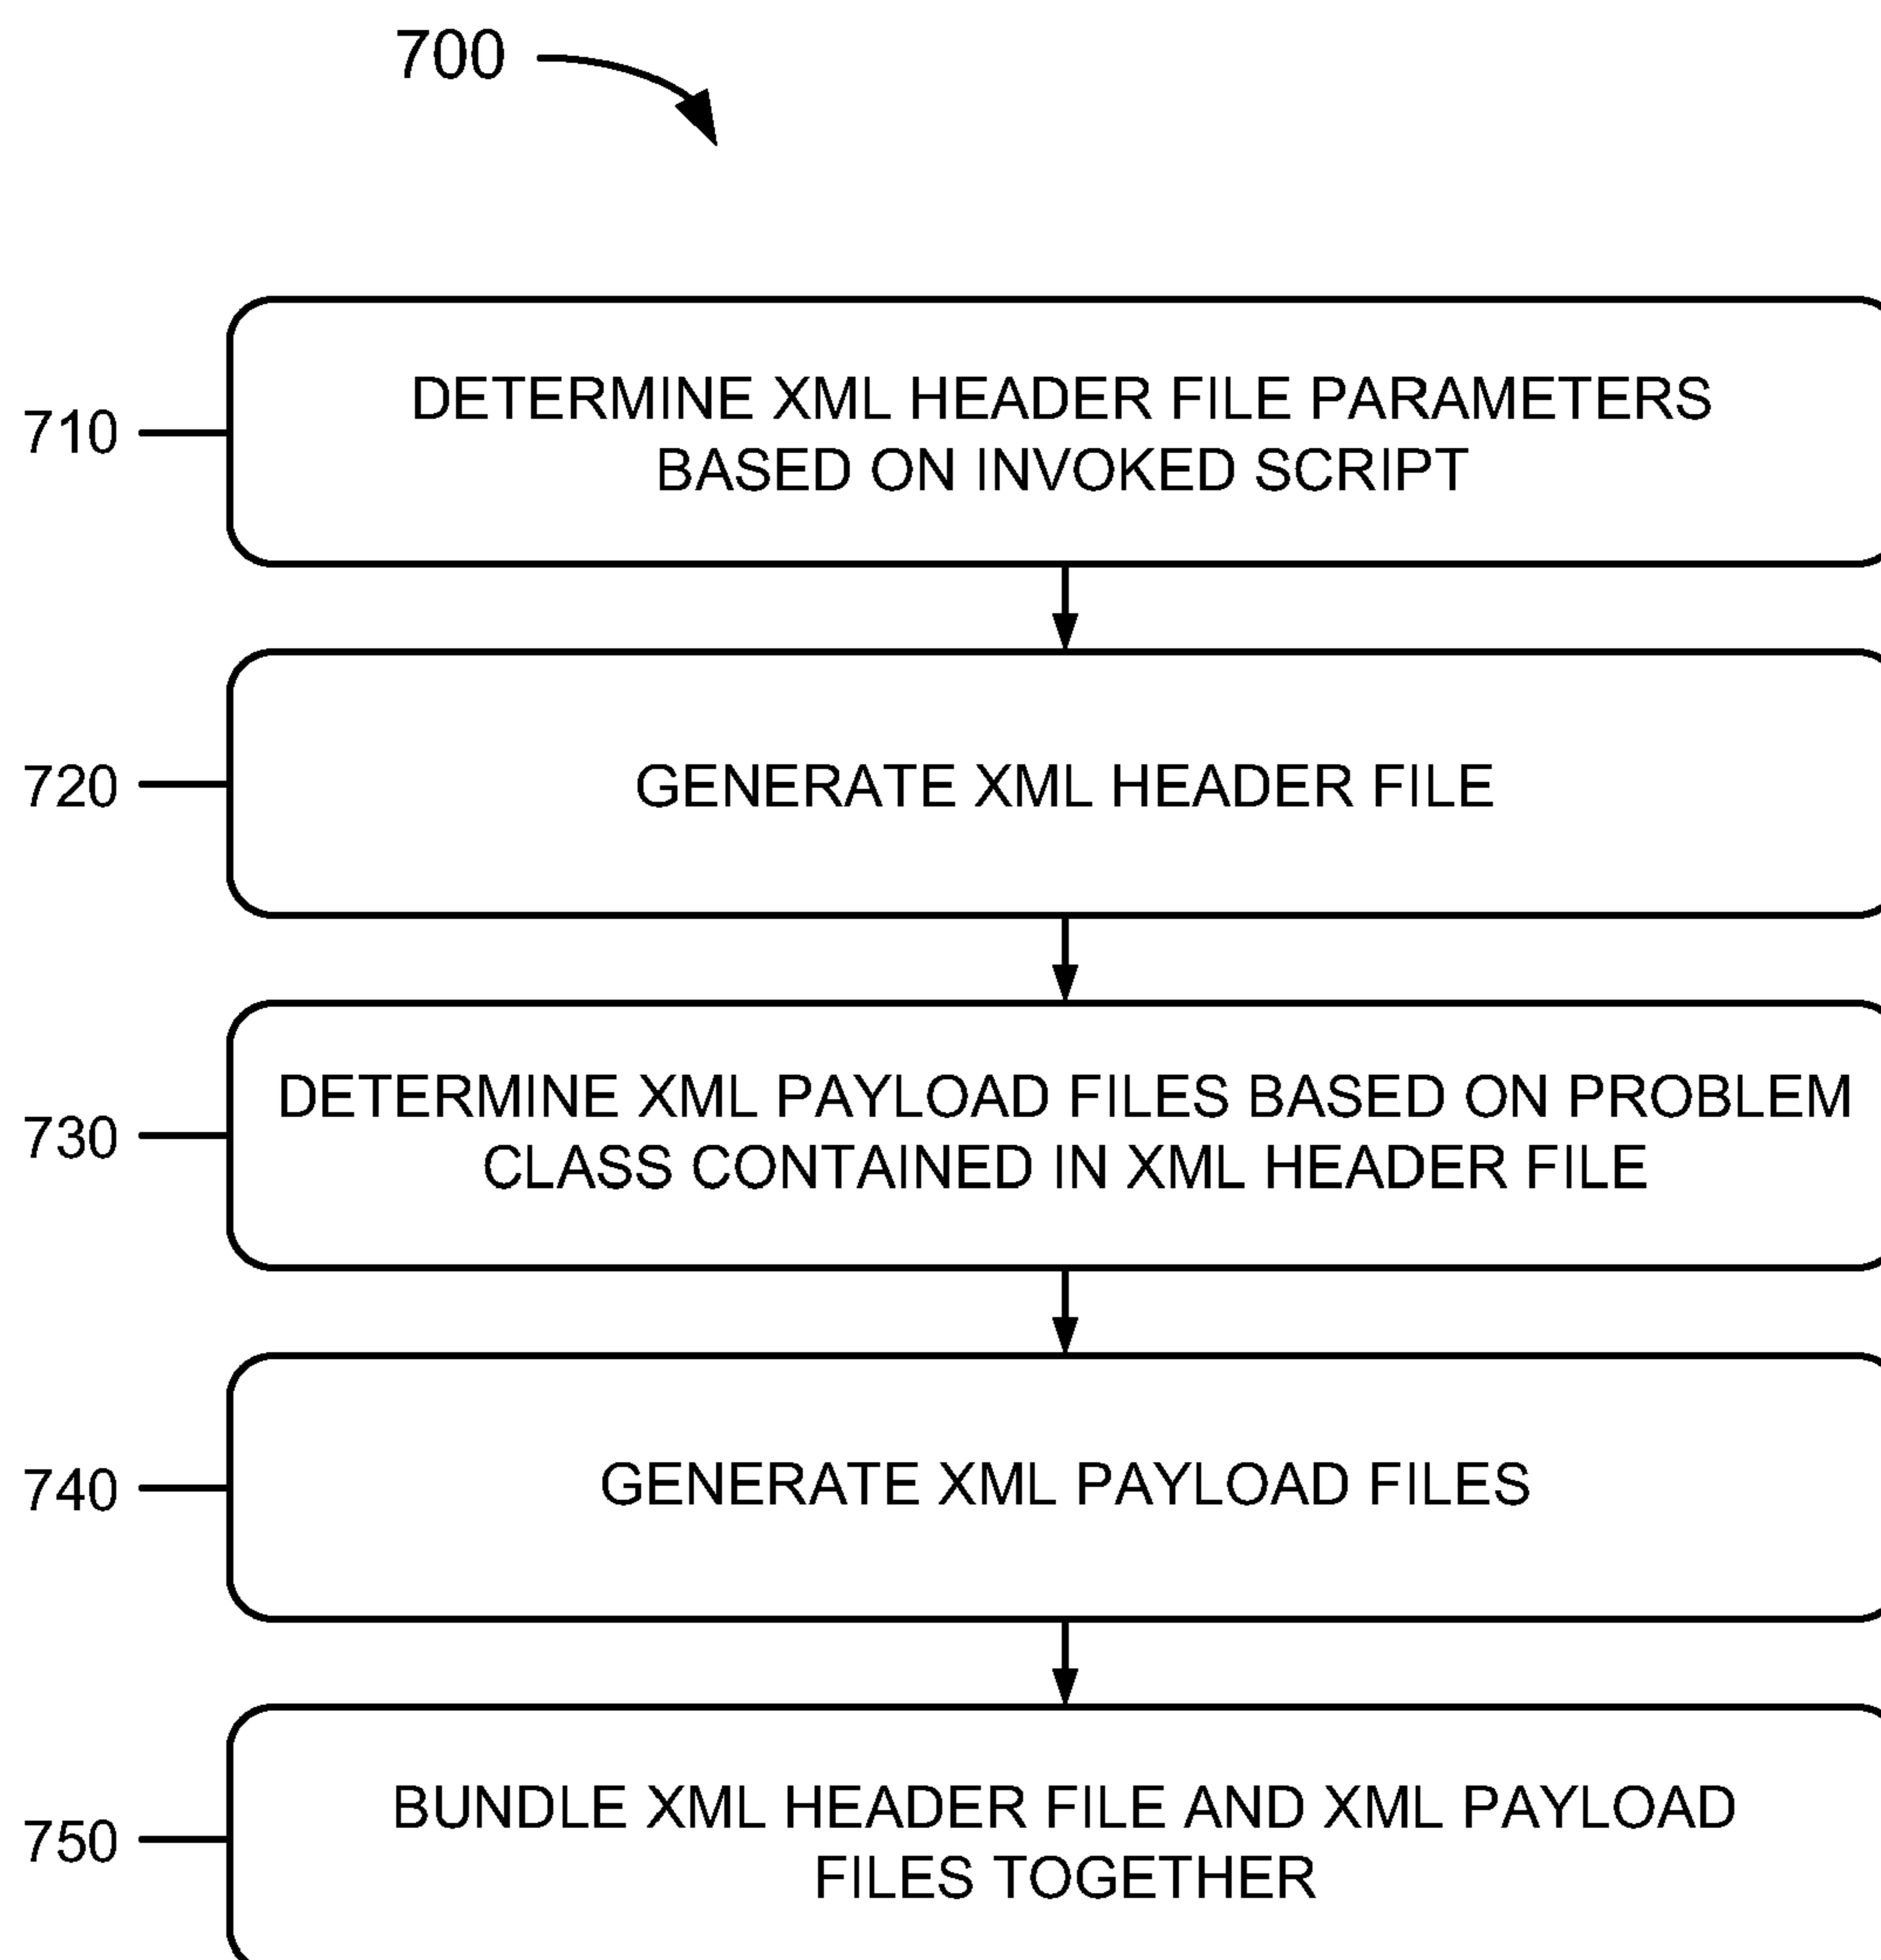 700
710
DETERMINE XML HEADER FILE PARAMETERS
BASED ON INVOKED SCRIPT
720
GENERATE XML HEADER FILE
730
DETERMINE XML PAYLOAD FILES BASED ON PROBLEM
CLASS CONTAINED IN XML HEADER FILE
740
GENERATE XML PAYLOAD FILES
750
BUNDLE XML HEADER FILE AND XML PAYLOAD
FILES TOGETHER